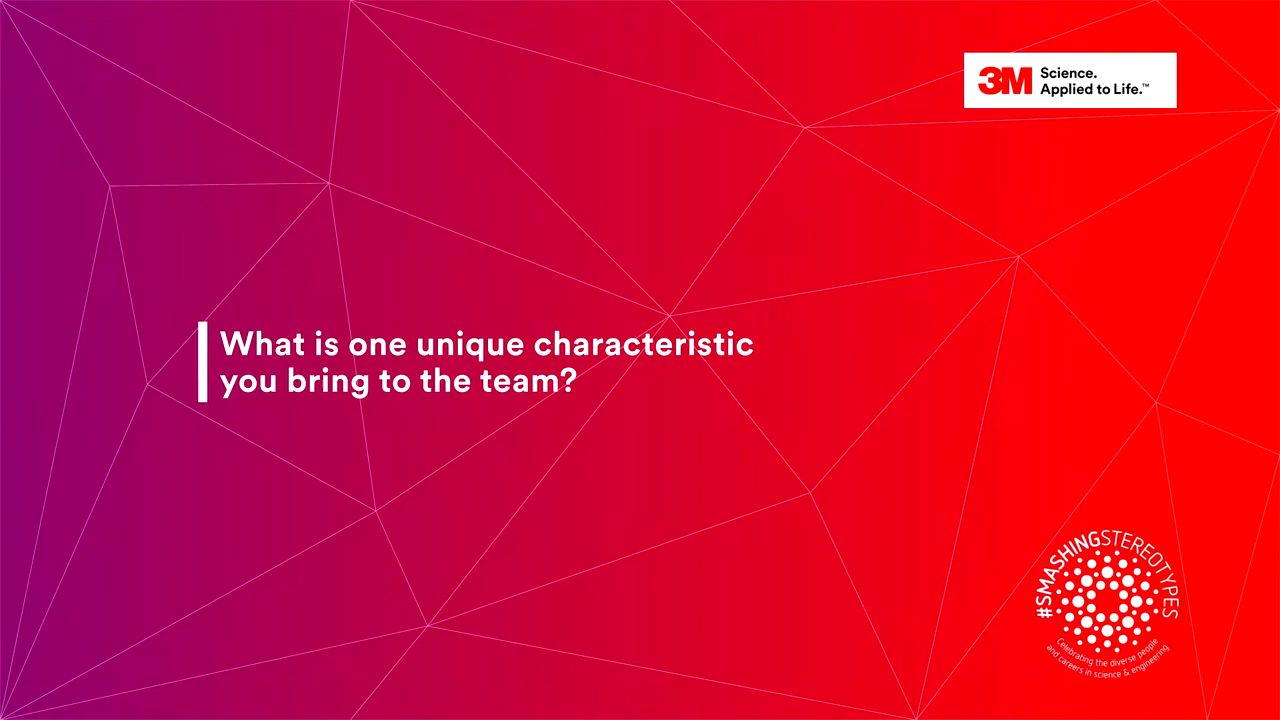 3M Science.
Applied to Life.™
What is one unique characteristic
you bring to the team?
#SMASHINGSTEREOTYPES
Celebrating the diverse people
and careers in science & engineering